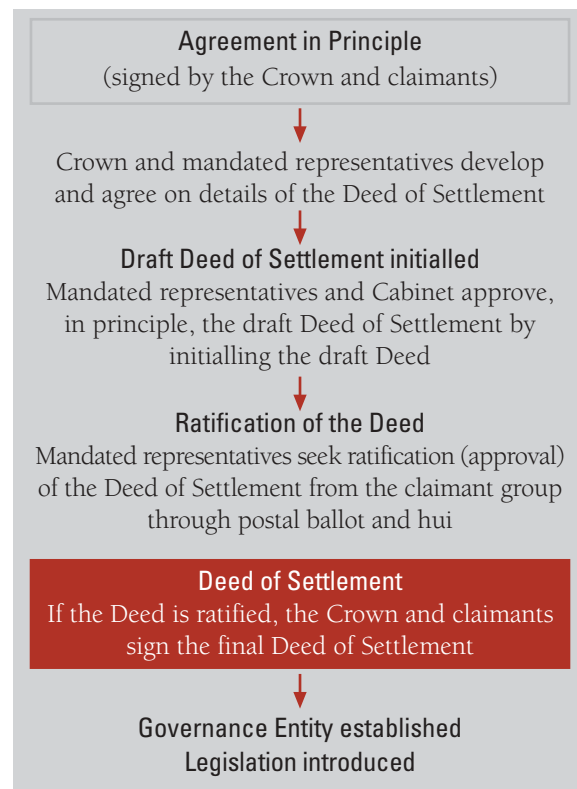 Agreement in Principle
(signed by the Crown and claimants)
Crown and mandated representatives develop
and agree on details of the Deed of Settlement
Draft Deed of Settlement initialled
Mandated representatives and Cabinet approve,
in principle, the draft Deed of Settlement by
initialling the draft Deed
Ratification of the Deed
Mandated representatives seek ratification (approval)
of the Deed of Settlement from the claimant group
through postal ballot and hui
Deed of Settlement
If the Deed is ratified, the Crown and claimants
sign the final Deed of Settlement
Governance Entity established
Legislation introduced